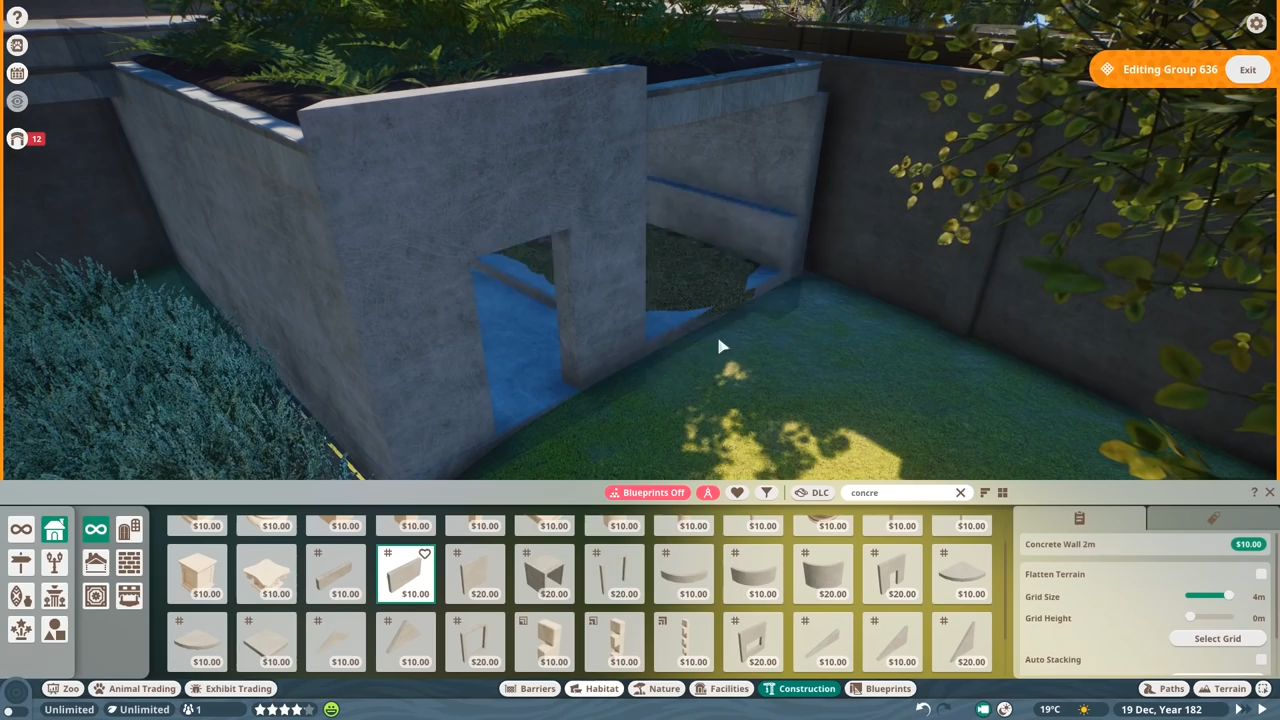 ?
12
Editing Group 636
Exit
Blueprints Off
DLC
concre
?
$10.00 $10.00 $10.00 $10.00 $10.00 $10.00 $10.00 $10.00 $10.00 $10.00 $10.00 $10.00
$10.00 $10.00 $10.00 $10.00 $20.00 $20.00 $20.00 $10.00 $10.00 $10.00 $20.00 $10.00
$10.00 $10.00 $10.00 $10.00 $20.00 $10.00 $10.00 $10.00 $20.00 $10.00 $10.00 $20.00
Concrete Wall 2m
$10.00
Flatten Terrain
Grid Size
4m
Grid Height
0m
Select Grid
Auto Stacking
Zoo
Animal Trading
Exhibit Trading
Barriers
Habitat
Nature
Facilities
Construction
Blueprints
Paths
Terrain
Unlimited
Unlimited
1
19°C
19 Dec, Year 182